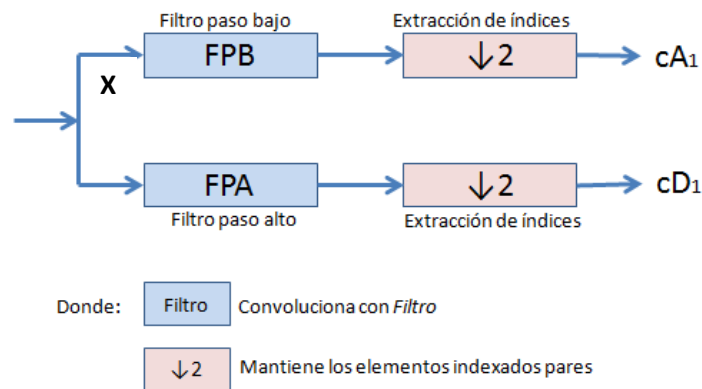 Filtro paso bajo
Extracción de índices
FPB
↓2
cA1
X
FPA
↓2
cD1
Filtro paso alto
Extracción de índices
Donde:
Filtro
Convoluciona con Filtro
↓2
Mantiene los elementos indexados pares